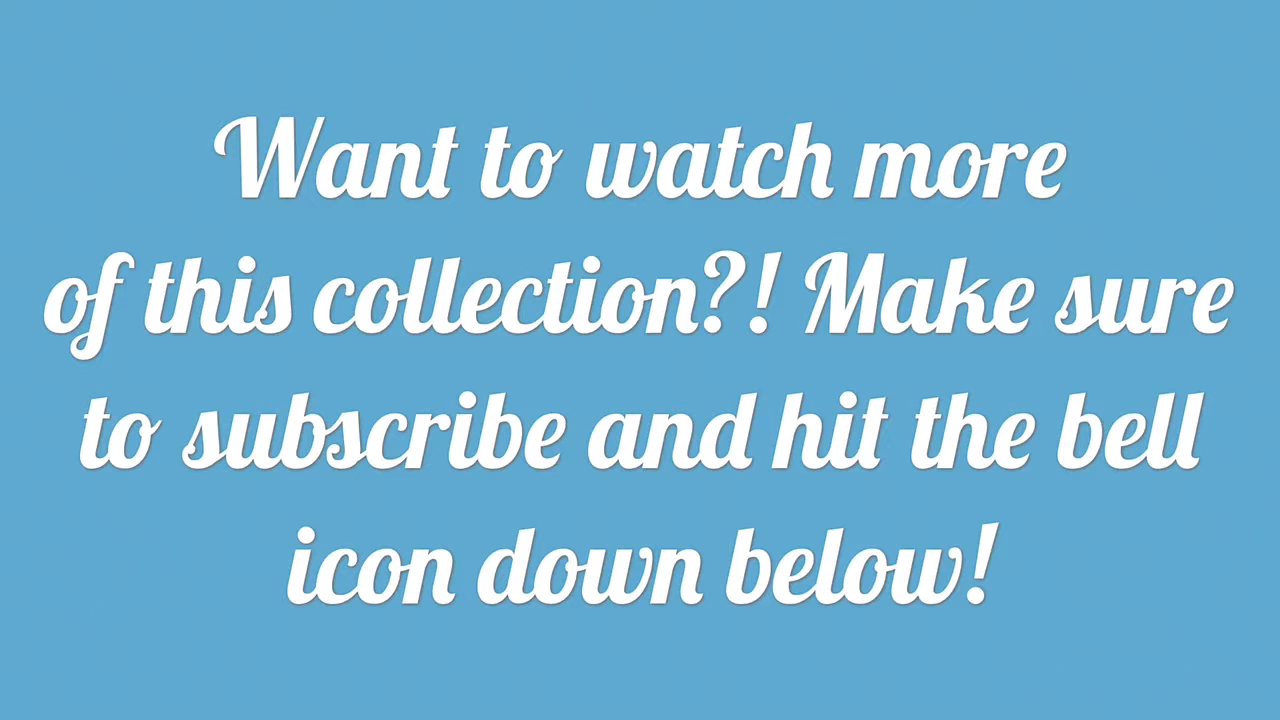 Want to watch more
of this collection?! Make sure
to subscribe and hit the bell
icon down below!